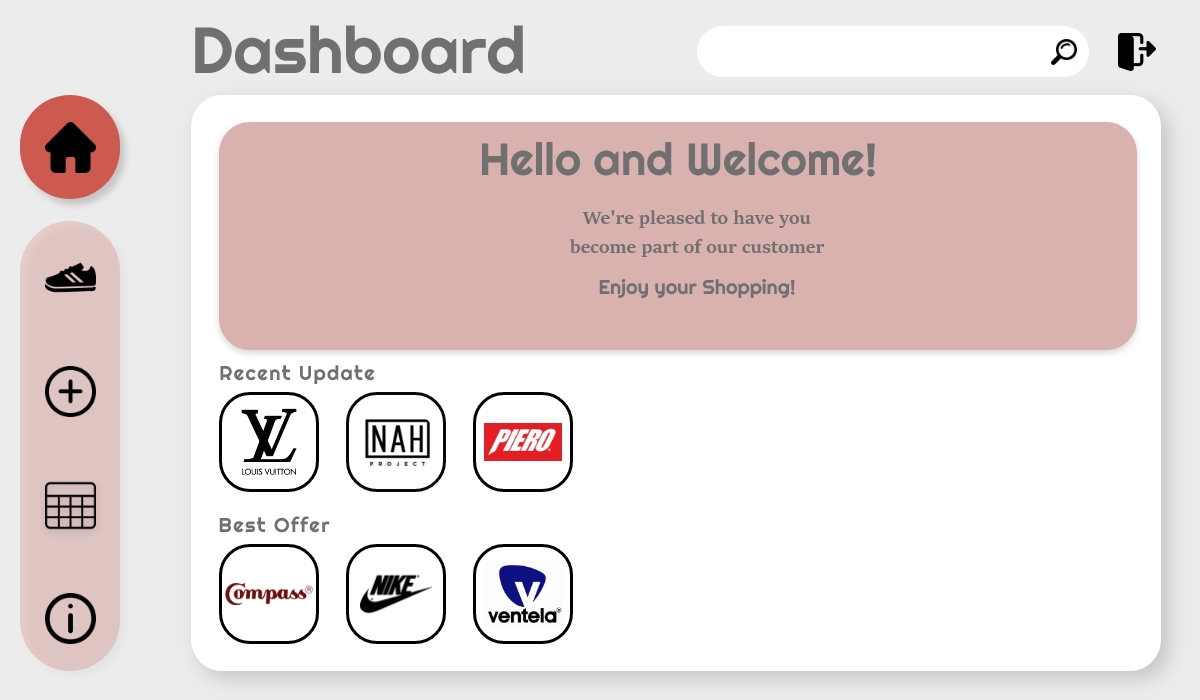 Dashboard
Hello and Welcome!
We're pleased to have you
become part of our customer
Enjoy your Shopping!
Recent Update
LV
LOUIS VUITTON
NAH
PROJECT
PIERO
Best Offer
Compass®
NIKE
V
ventela®